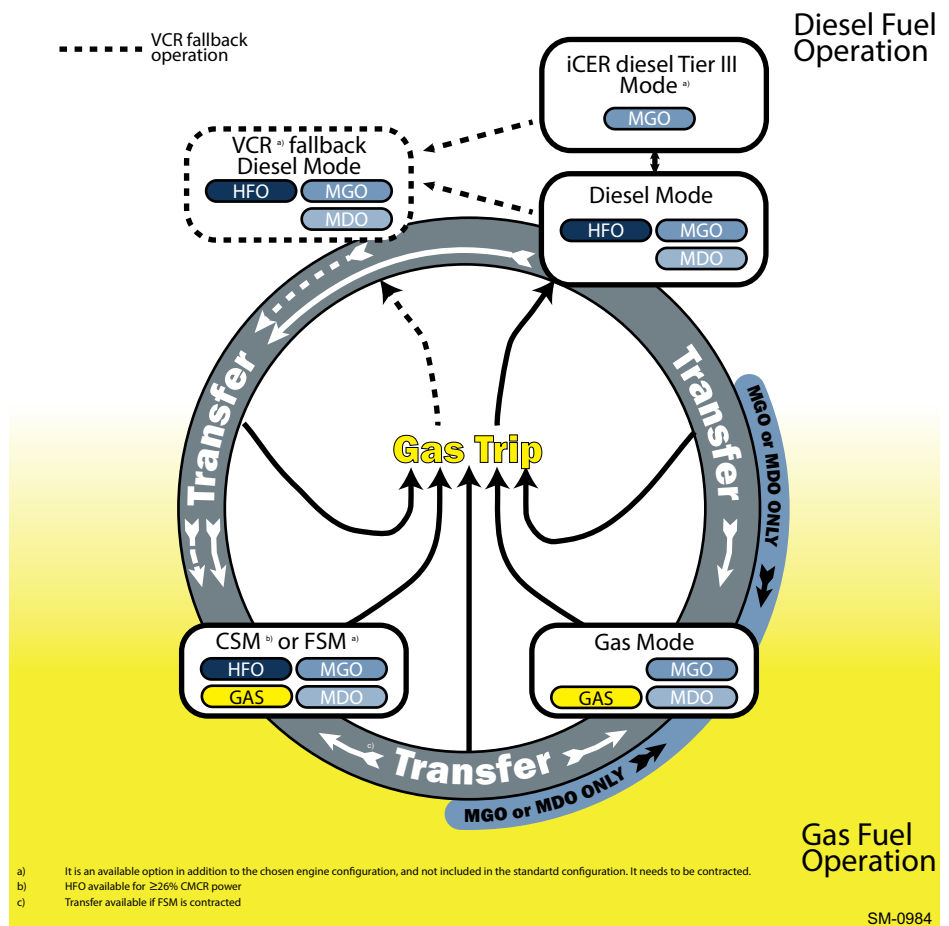 VCR fallback
operation
Diesel Fuel
Operation
iCER diesel Tier III
Mode a)
MGO
VCR a) fallback
Diesel Mode
HFO MGO
MDO
Diesel Mode
HFO MGO
MDO
Transfer
Transfer
MGO or MDO ONLY
Gas Trip
CSM b) or FSM a)
HFO MGO
GAS MDO
Gas Mode
MGO
GAS MDO
c)
Transfer
MGO or MDO ONLY
Gas Fuel
Operation
a) It is an available option in addition to the chosen engine configuration, and not included in the standartd configuration. It needs to be contracted.
b) HFO available for ≥26% CMCR power
c) Transfer available if FSM is contracted
SM-0984